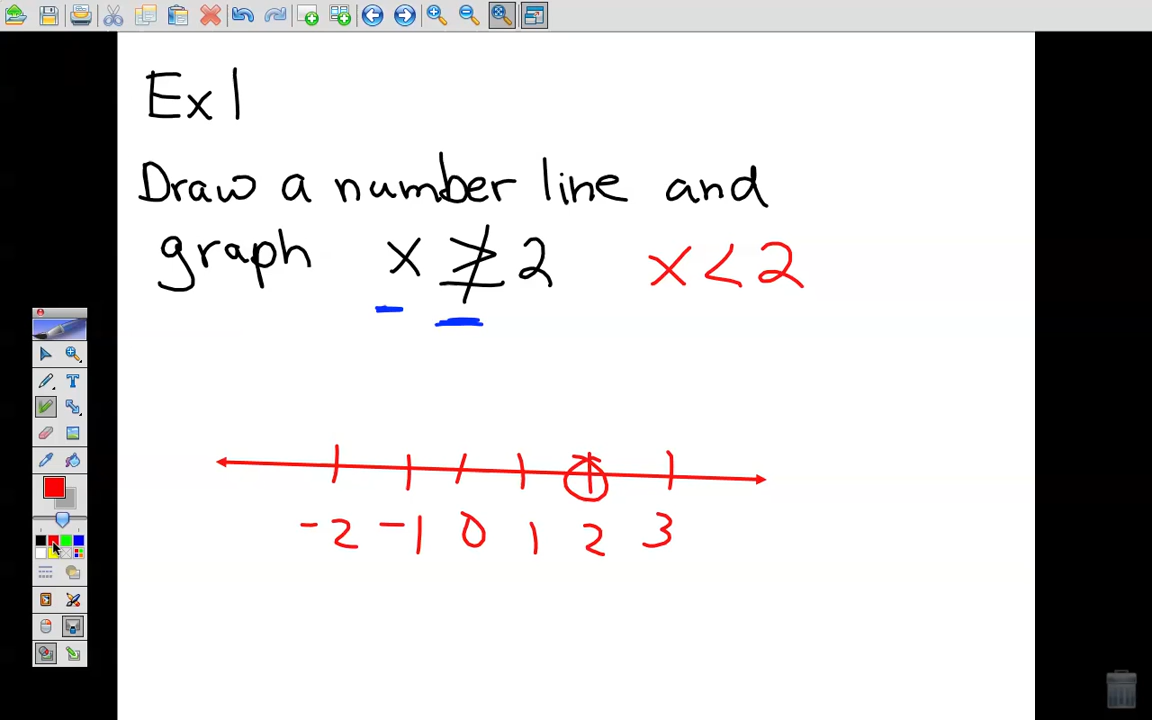 Ex 1
Draw a number line and
graph x ≱ 2 x < 2
-2 -1 0 1 2 3